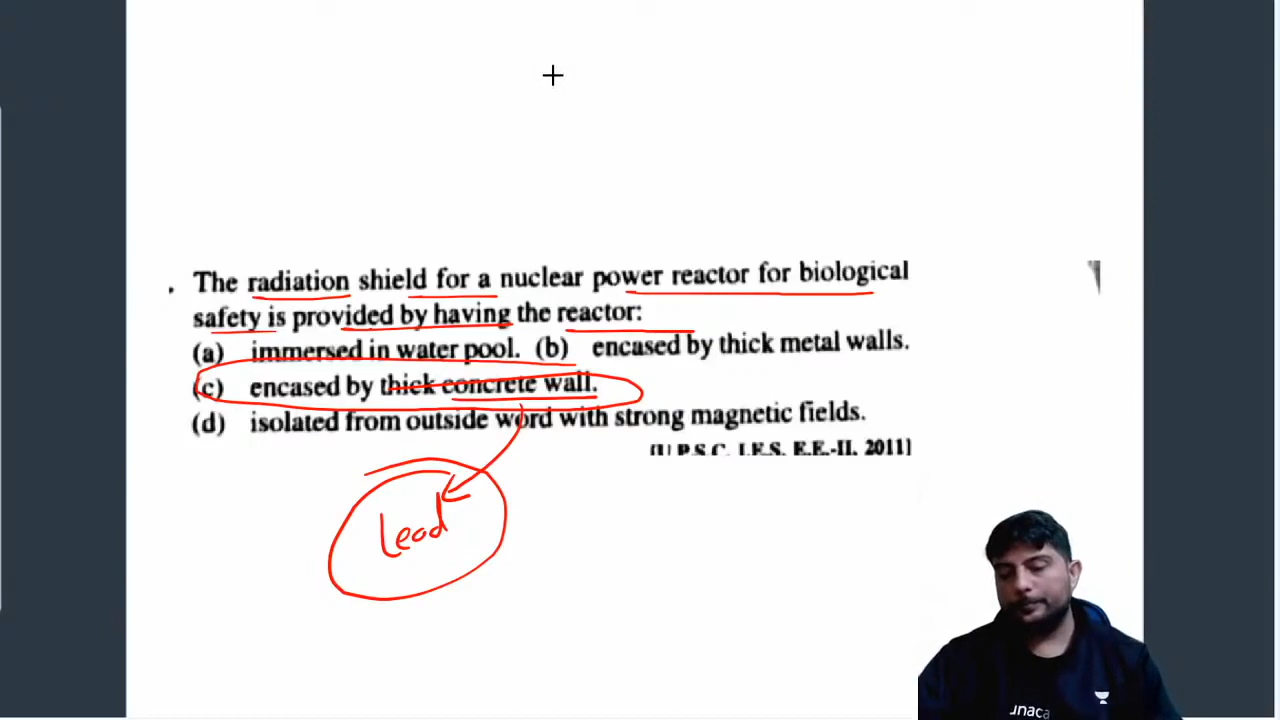 . The radiation shield for a nuclear power reactor for biological
safety is provided by having the reactor:
(a) immersed in water pool. (b) encased by thick metal walls.
(c) encased by thick concrete wall.
(d) isolated from outside word with strong magnetic fields.
[U.P.S.C. I.E.S. E.E.-II, 2011]
Lead
unaca